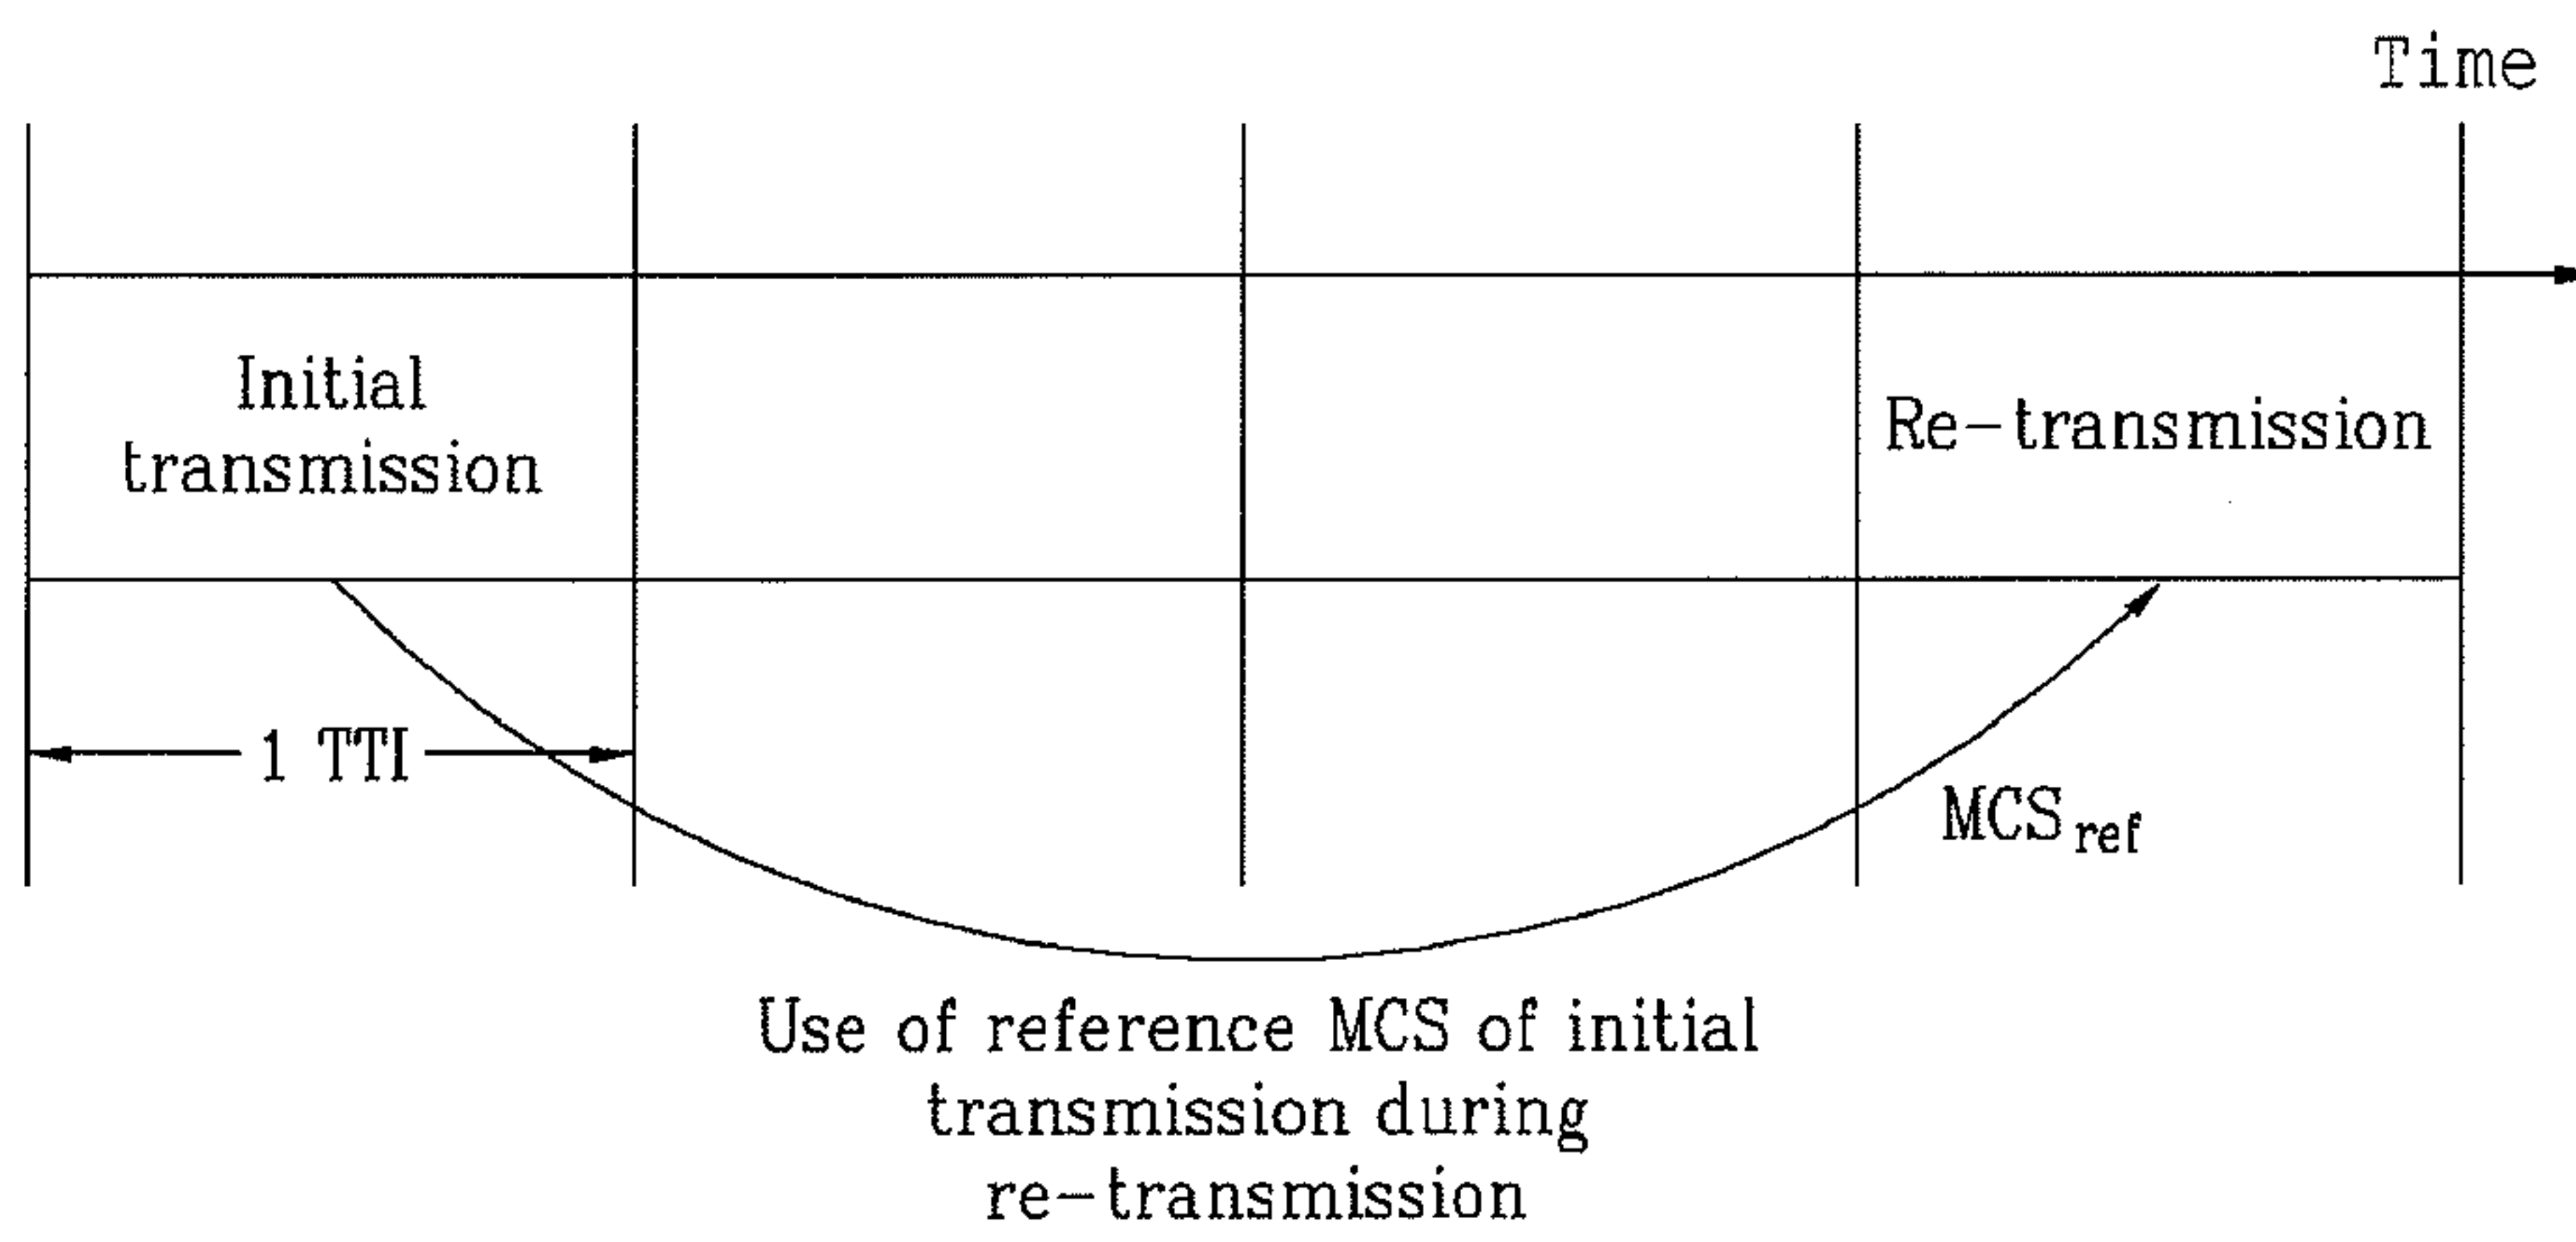 Time
Initial
transmission
Re-transmission
1 TTI
MCS ref
Use of reference MCS of initial
transmission during
re-transmission